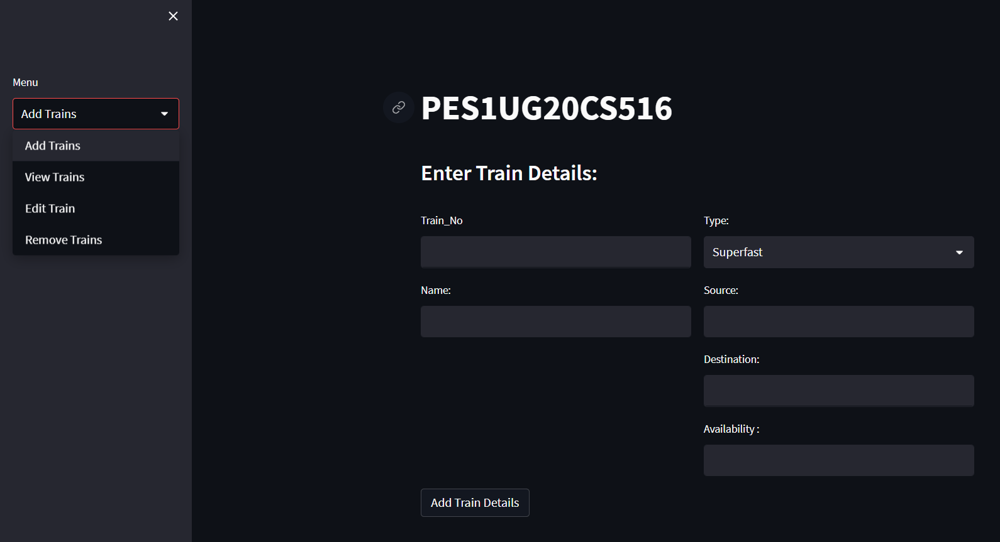 Menu
Add Trains
Add Trains
View Trains
Edit Train
Remove Trains
PES1UG20CS516
Enter Train Details:
Train_No
Name:
Type:
Superfast
Source:
Destination:
Availability :
Add Train Details